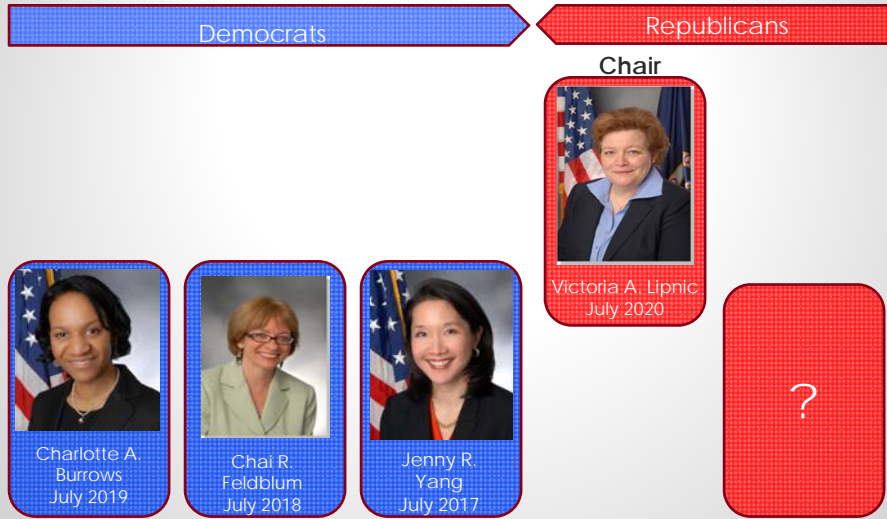 Democrats
Republicans
Chair
Victoria A. Lipnic
July 2020
Charlotte A.
Burrows
July 2019
Chai R.
Feldblum
July 2018
Jenny R.
Yang
July 2017
?